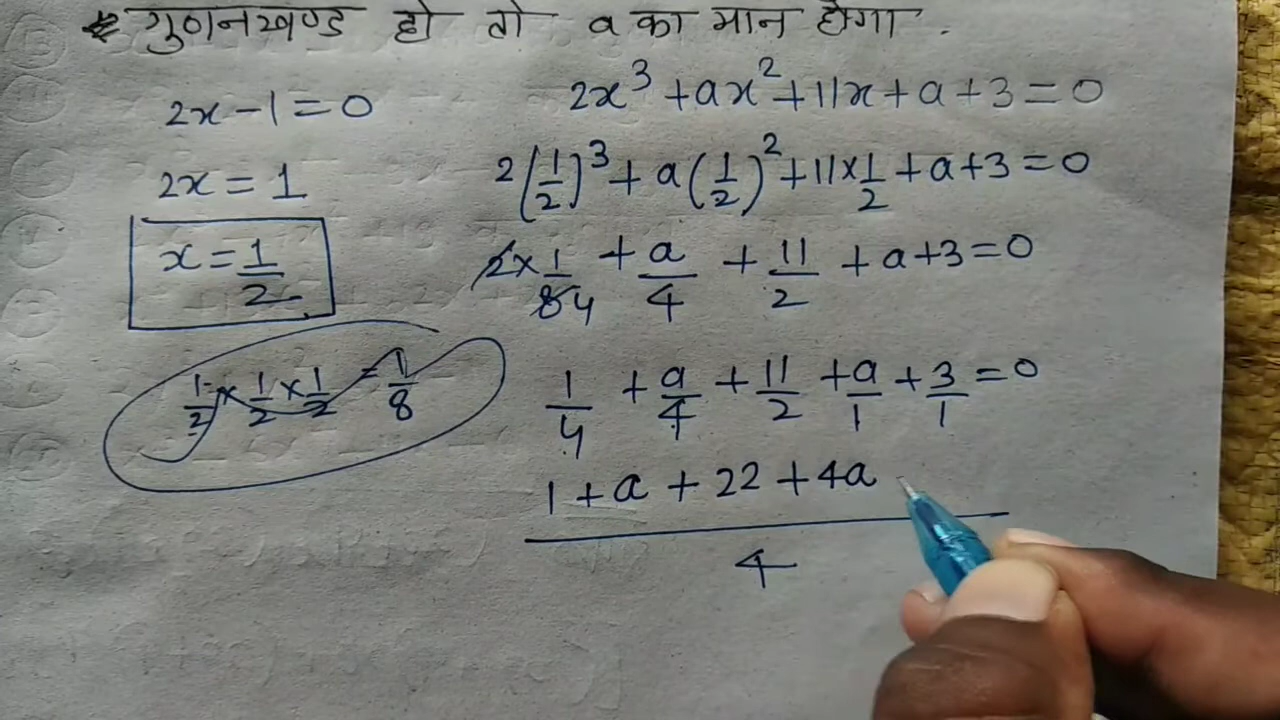 * गुणनखण्ड हो तो a का मान होगा .
2x - 1 = 0
2x = 1
x = 1/2
1/2 × 1/2 × 1/2 = 1/8
2x³ + ax² + 11x + a + 3 = 0
2(1/2)³ + a(1/2)² + 11 × 1/2 + a + 3 = 0
2 × 1/8 4 + a/4 + 11/2 + a + 3 = 0
1/4 + a/4 + 11/2 + a/1 + 3/1 = 0
1 + a + 22 + 4a
4